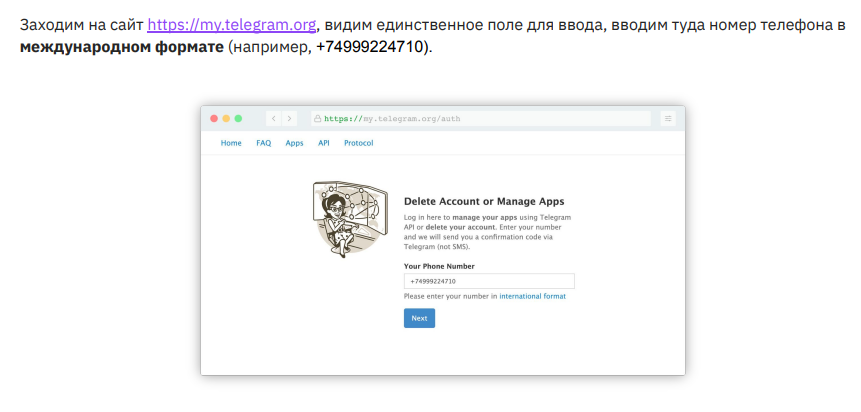 Заходим на сайт https://my.telegram.org, видим единственное поле для ввода, вводим туда номер телефона в
международном формате (например, +74999224710).
https://my.telegram.org/auth
Home FAQ Apps API Protocol
Delete Account or Manage Apps
Log in here to manage your apps using Telegram
API or delete your account. Enter your number
and we will send you a confirmation code via
Telegram (not SMS).
Your Phone Number
+74999224710
Please enter your number in international format
Next